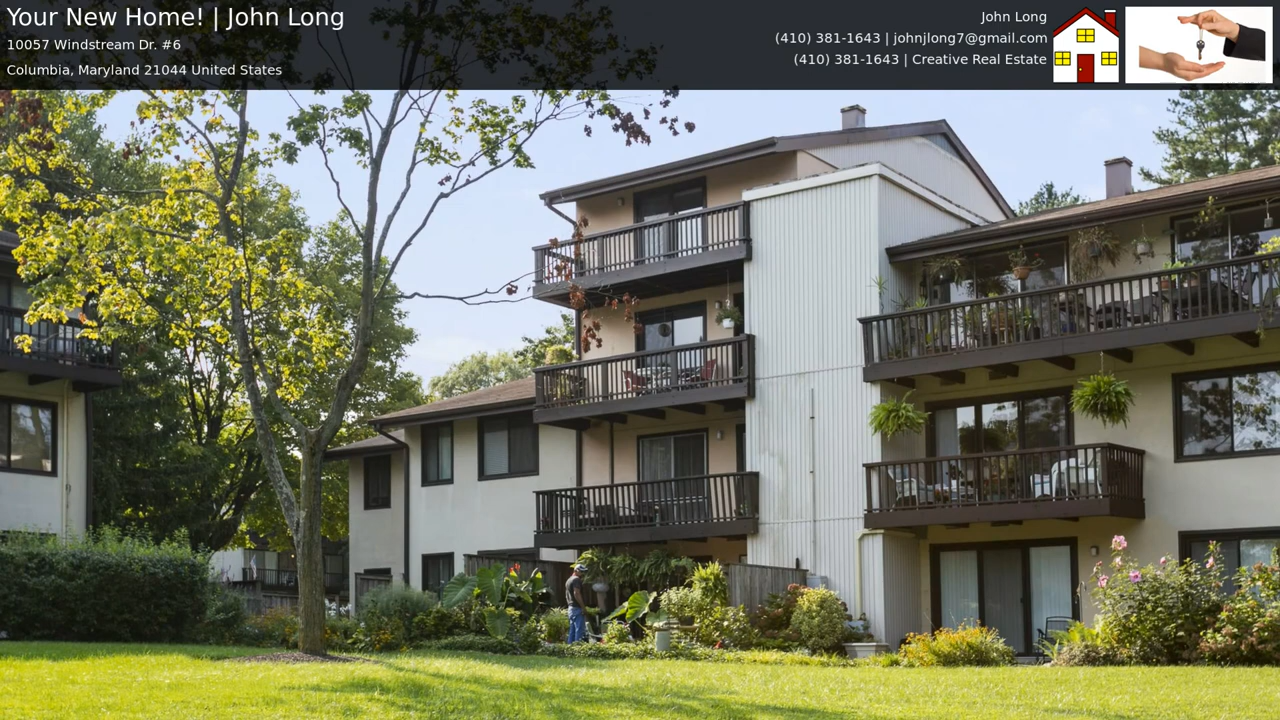 Your New Home! | John Long
10057 Windstream Dr. #6
Columbia, Maryland 21044 United States
John Long
(410) 381-1643 | johnjlong7@gmail.com
(410) 381-1643 | Creative Real Estate